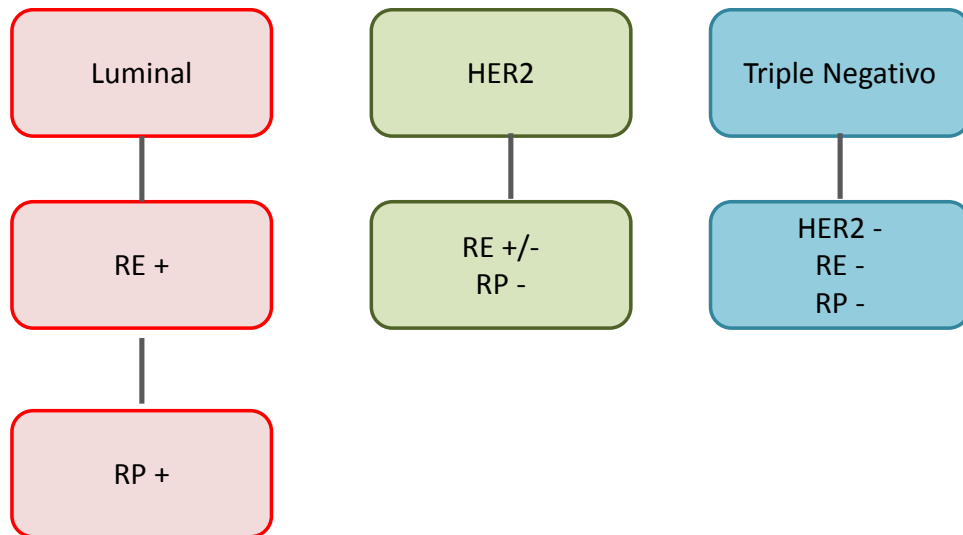 Luminal
HER2
Triple Negativo
RE +
RE +/-
RP -
HER2 -
RE -
RP -
RP +